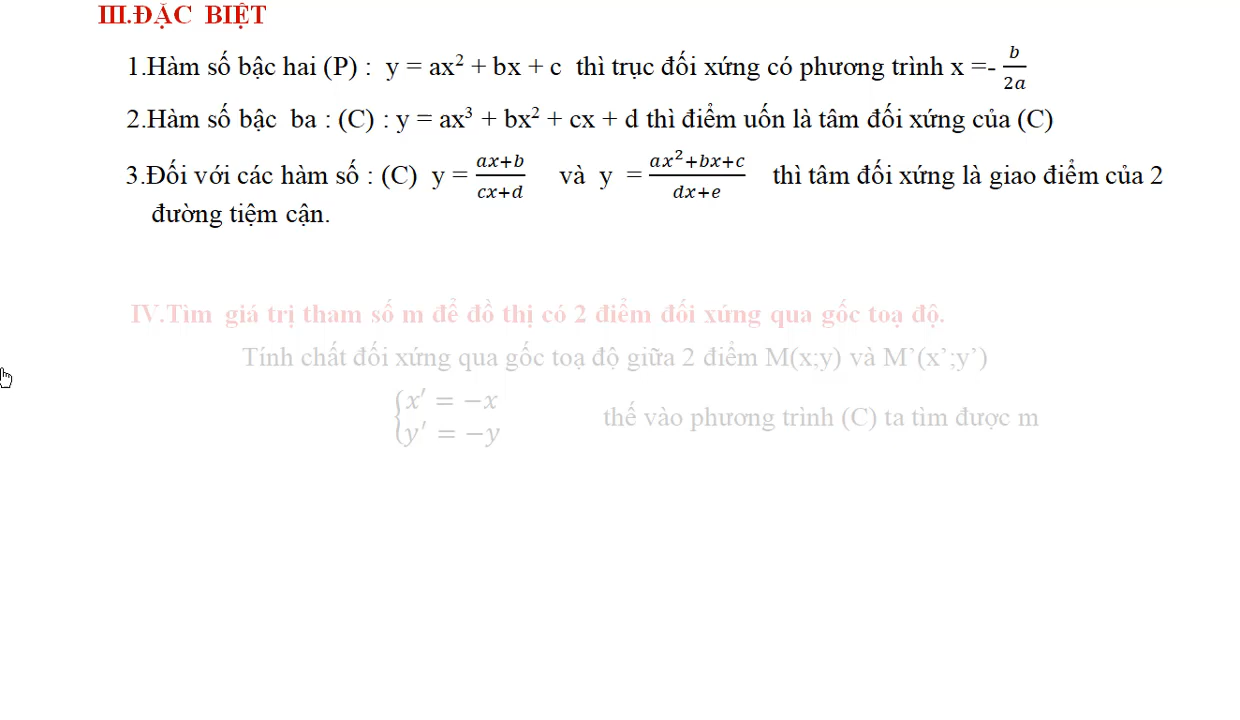 III.ĐẶC BIỆT
1.Hàm số bậc hai (P) : y = ax² + bx + c thì trục đối xứng có phương trình x =- b/2a
2.Hàm số bậc ba : (C) : y = ax³ + bx² + cx + d thì điểm uốn là tâm đối xứng của (C)
3.Đối với các hàm số : (C) y = (ax+b)/(cx+d) và y = (ax²+bx+c)/(dx+e) thì tâm đối xứng là giao điểm của 2
đường tiệm cận.
IV.Tìm giá trị tham số m để đồ thị có 2 điểm đối xứng qua gốc toạ độ.
Tính chất đối xứng qua gốc toạ độ giữa 2 điểm M(x;y) và M’(x’;y’)
{x′ = −x
y′ = −y thế vào phương trình (C) ta tìm được m